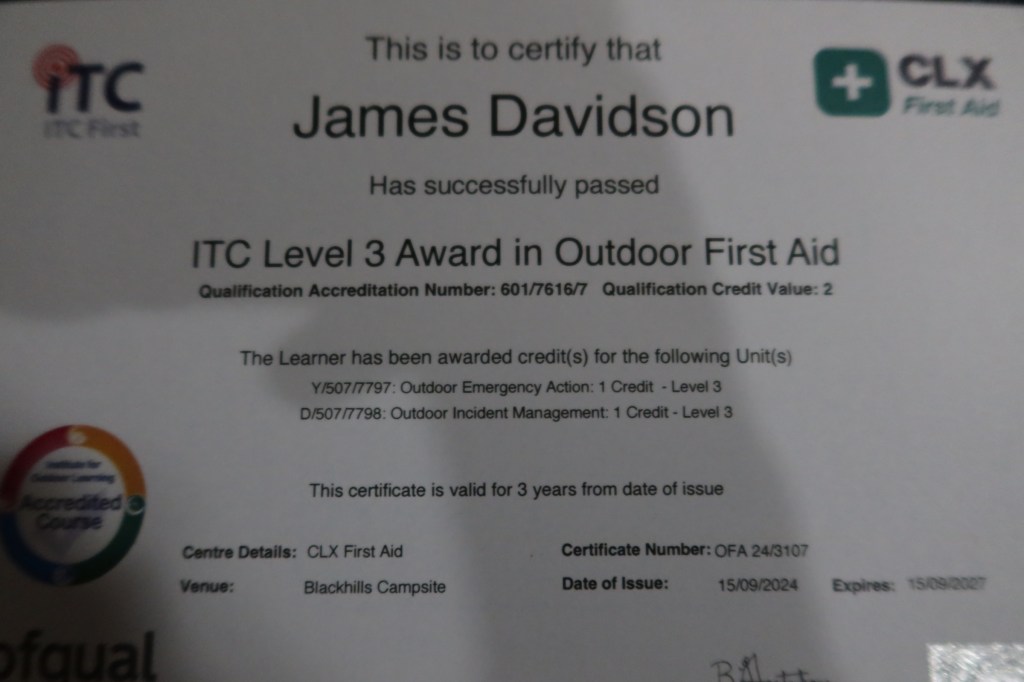 iTC
ITC First
CLX
First Aid
This is to certify that
James Davidson
Has successfully passed
ITC Level 3 Award in Outdoor First Aid
Qualification Accreditation Number: 601/7616/7 Qualification Credit Value: 2
The Learner has been awarded credit(s) for the following Unit(s)
Y/507/7797: Outdoor Emergency Action: 1 Credit - Level 3
D/507/7798: Outdoor Incident Management: 1 Credit - Level 3
Institute for
Outdoor Learning
Accredited
Course
This certificate is valid for 3 years from date of issue
Centre Details: CLX First Aid
Certificate Number: OFA 24/3107
Venue: Blackhills Campsite
Date of Issue: 15/09/2024 Expires: 15/09/2027
ofqual